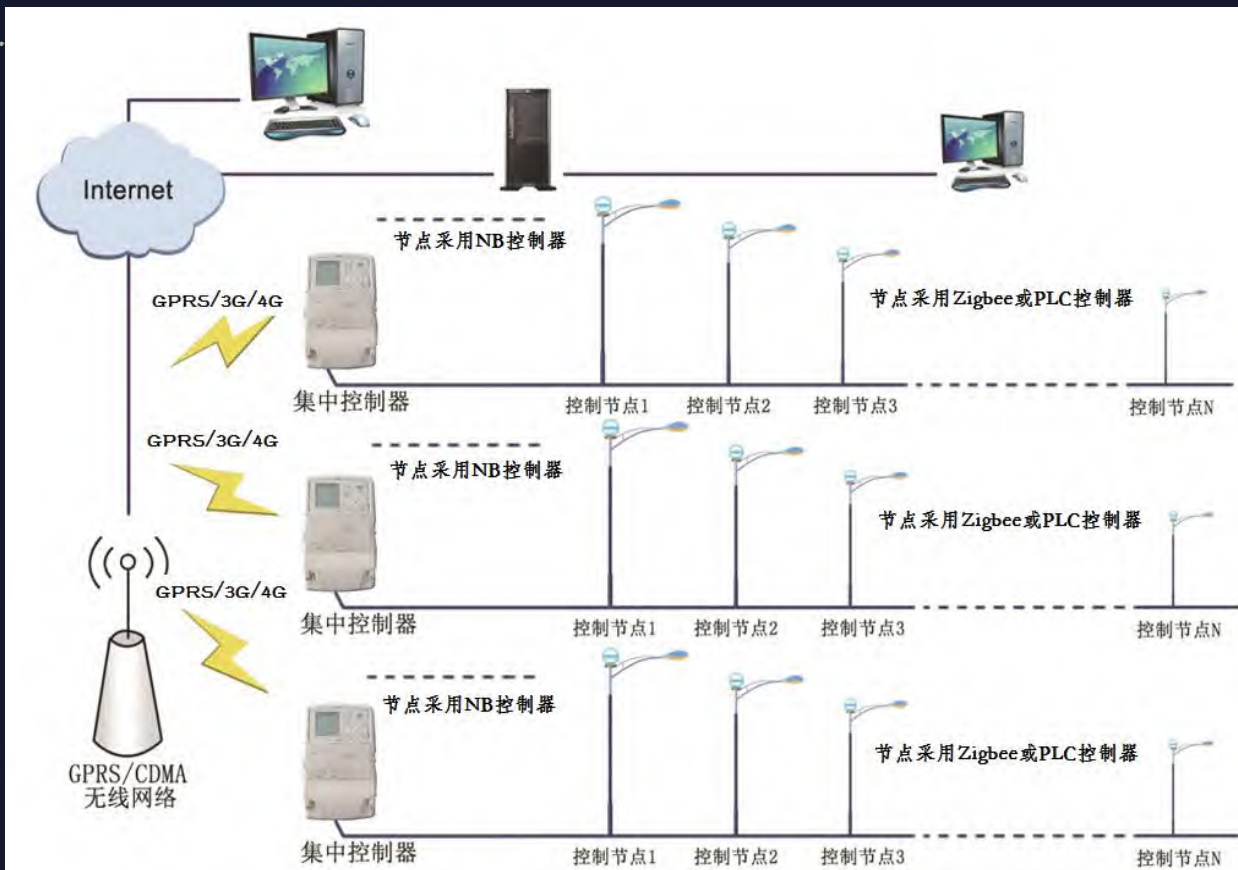 Internet
节点采用NB控制器
GPRS/3G/4G
节点采用Zigbee或PLC控制器
集中控制器
控制节点1
控制节点2
控制节点3
控制节点N
GPRS/3G/4G
节点采用NB控制器
节点采用Zigbee或PLC控制器
集中控制器
控制节点1
控制节点2
控制节点3
控制节点N
GPRS/3G/4G
节点采用NB控制器
节点采用Zigbee或PLC控制器
GPRS/CDMA
无线网络
集中控制器
控制节点1
控制节点2
控制节点3
控制节点N